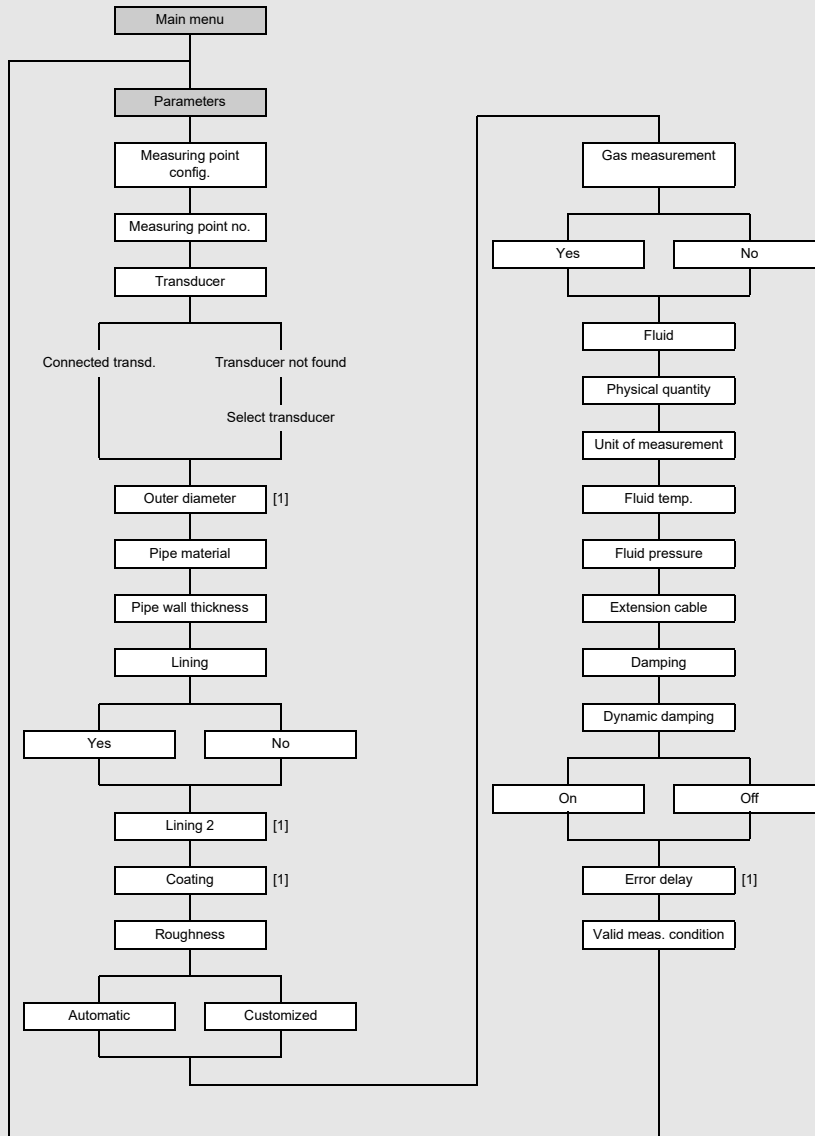 Main menu
Parameters
Measuring point
config.
Measuring point no.
Transducer
Connected transd.
Transducer not found
Select transducer
Outer diameter [1]
Pipe material
Pipe wall thickness
Lining
Yes
No
Lining 2 [1]
Coating [1]
Roughness
Automatic
Customized
Gas measurement
Yes
No
Fluid
Physical quantity
Unit of measurement
Fluid temp.
Fluid pressure
Extension cable
Damping
Dynamic damping
On
Off
Error delay [1]
Valid meas. condition